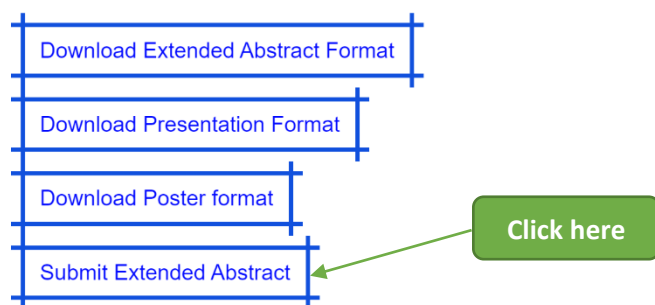 Download Extended Abstract Format
Download Presentation Format
Download Poster format
Click here
Submit Extended Abstract